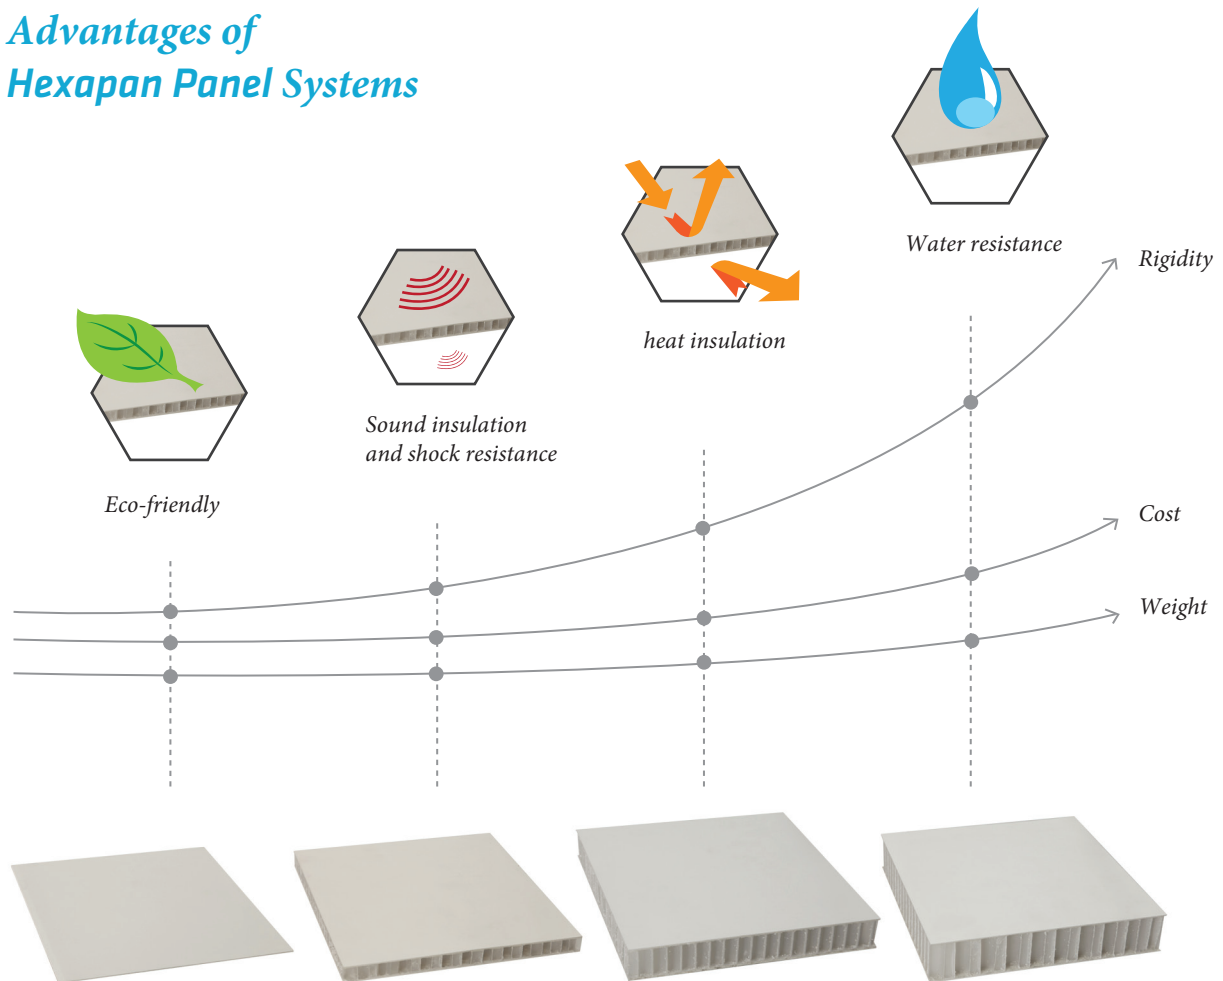 Advantages of
Hexapan Panel Systems
Water resistance
Rigidity
heat insulation
Sound insulation
and shock resistance
Eco-friendly
Cost
Weight